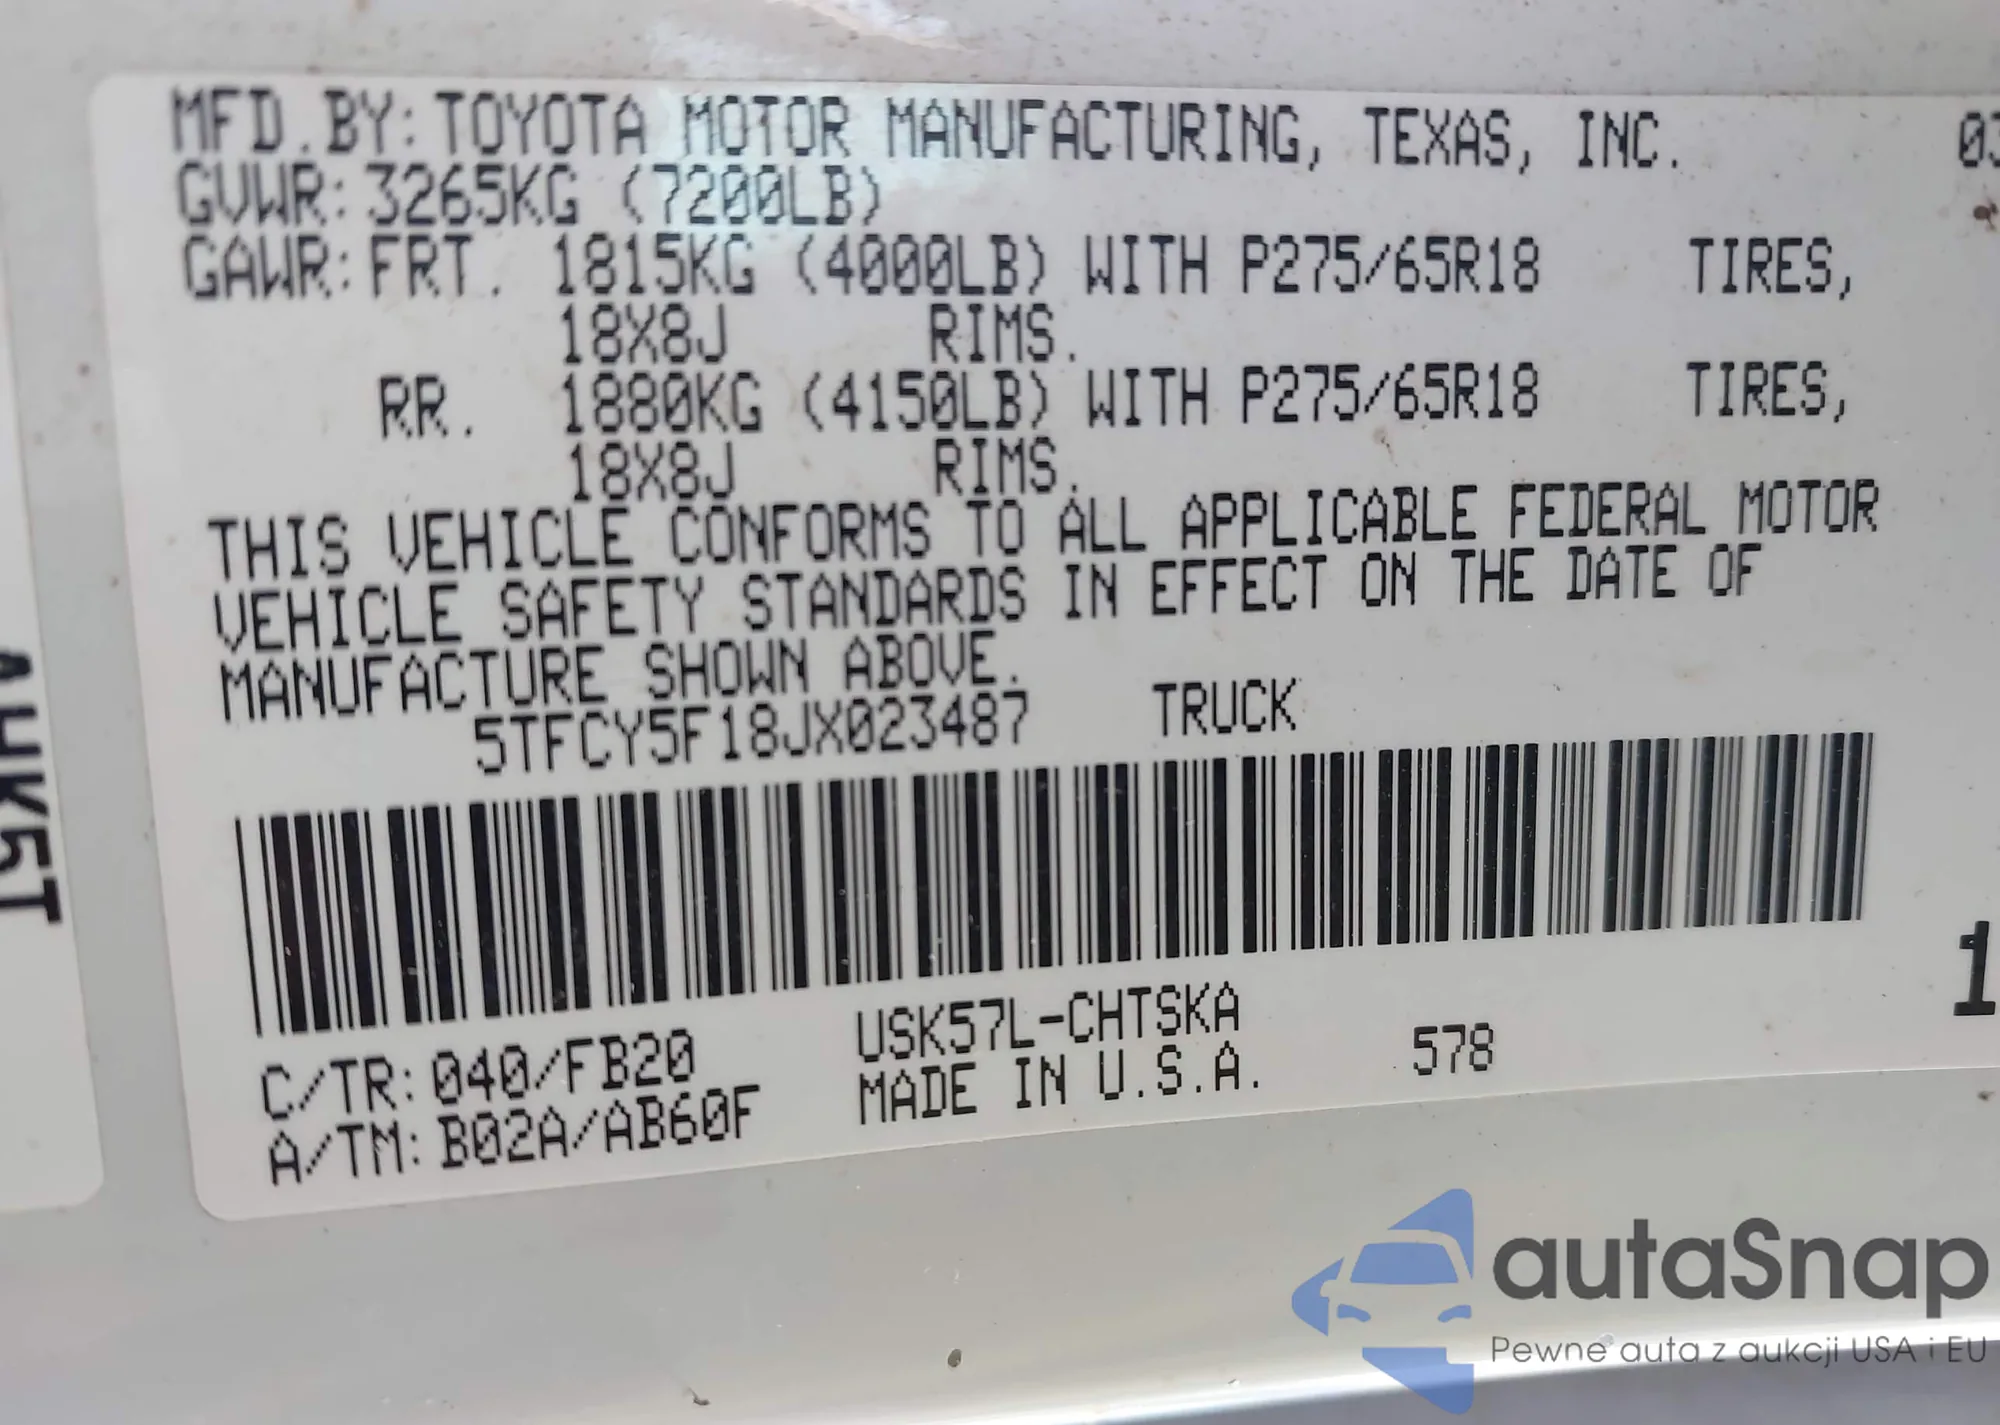 MFD.BY: TOYOTA MOTOR MANUFACTURING, TEXAS, INC. 03
GVWR: 3265KG (7200LB)
GAWR: FRT. 1815KG (4000LB) WITH P275/65R18 TIRES,
18X8J RIMS.
RR. 1880KG (4150LB) WITH P275/65R18 TIRES,
18X8J RIMS.
THIS VEHICLE CONFORMS TO ALL APPLICABLE FEDERAL MOTOR
VEHICLE SAFETY STANDARDS IN EFFECT ON THE DATE OF
MANUFACTURE SHOWN ABOVE.
5TFCY5F18JX023487 TRUCK
C/TR: 040/FB20 USK57L-CHTSKA
A/TM: B02A/AB60F MADE IN U.S.A. 578
1
AHK5T
autaSnap
Pewne auta z aukcji USA i EU